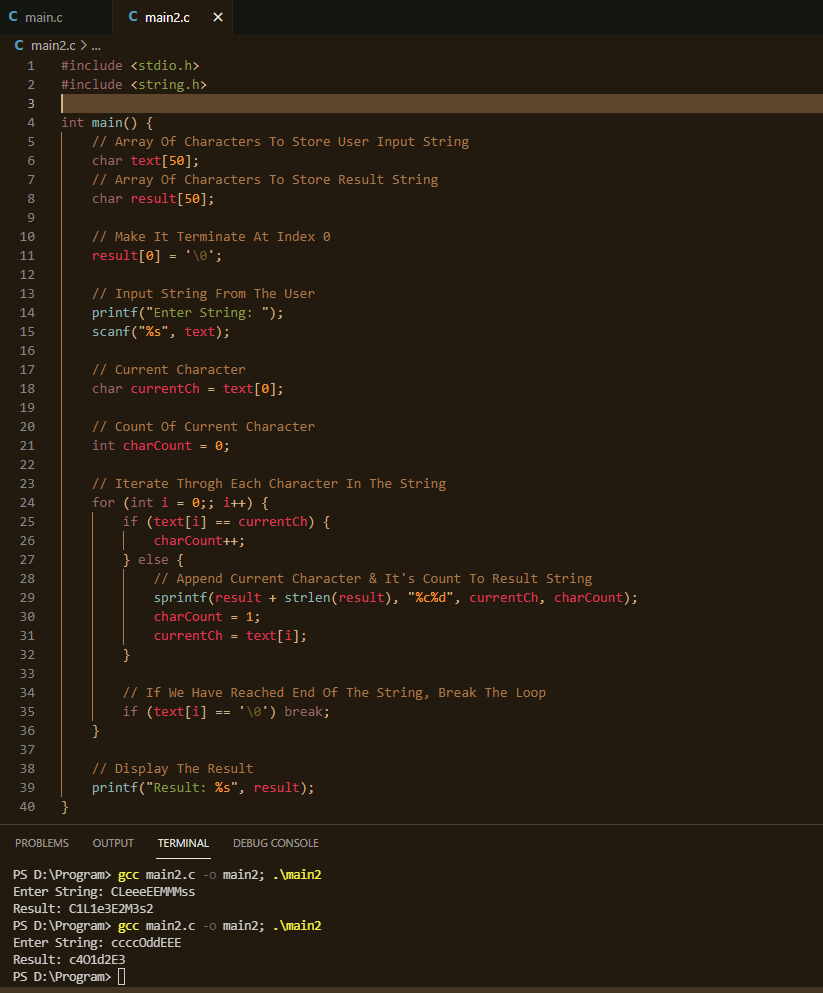 C main.c C main2.c ×
C main2.c > ...
1 #include <stdio.h>
2 #include <string.h>
3
4 int main() {
5 // Array Of Characters To Store User Input String
6 char text[50];
7 // Array Of Characters To Store Result String
8 char result[50];
9
10 // Make It Terminate At Index 0
11 result[0] = '\0';
12
13 // Input String From The User
14 printf("Enter String: ");
15 scanf("%s", text);
16
17 // Current Character
18 char currentCh = text[0];
19
20 // Count Of Current Character
21 int charCount = 0;
22
23 // Iterate Throgh Each Character In The String
24 for (int i = 0;; i++) {
25 if (text[i] == currentCh) {
26 charCount++;
27 } else {
28 // Append Current Character & It's Count To Result String
29 sprintf(result + strlen(result), "%c%d", currentCh, charCount);
30 charCount = 1;
31 currentCh = text[i];
32 }
33
34 // If We Have Reached End Of The String, Break The Loop
35 if (text[i] == '\0') break;
36 }
37
38 // Display The Result
39 printf("Result: %s", result);
40 }
PROBLEMS OUTPUT TERMINAL DEBUG CONSOLE
PS D:\Program> gcc main2.c -o main2; .\main2
Enter String: CLeeeEEMMMss
Result: C1L1e3E2M3s2
PS D:\Program> gcc main2.c -o main2; .\main2
Enter String: ccccOddEEE
Result: c4O1d2E3
PS D:\Program>